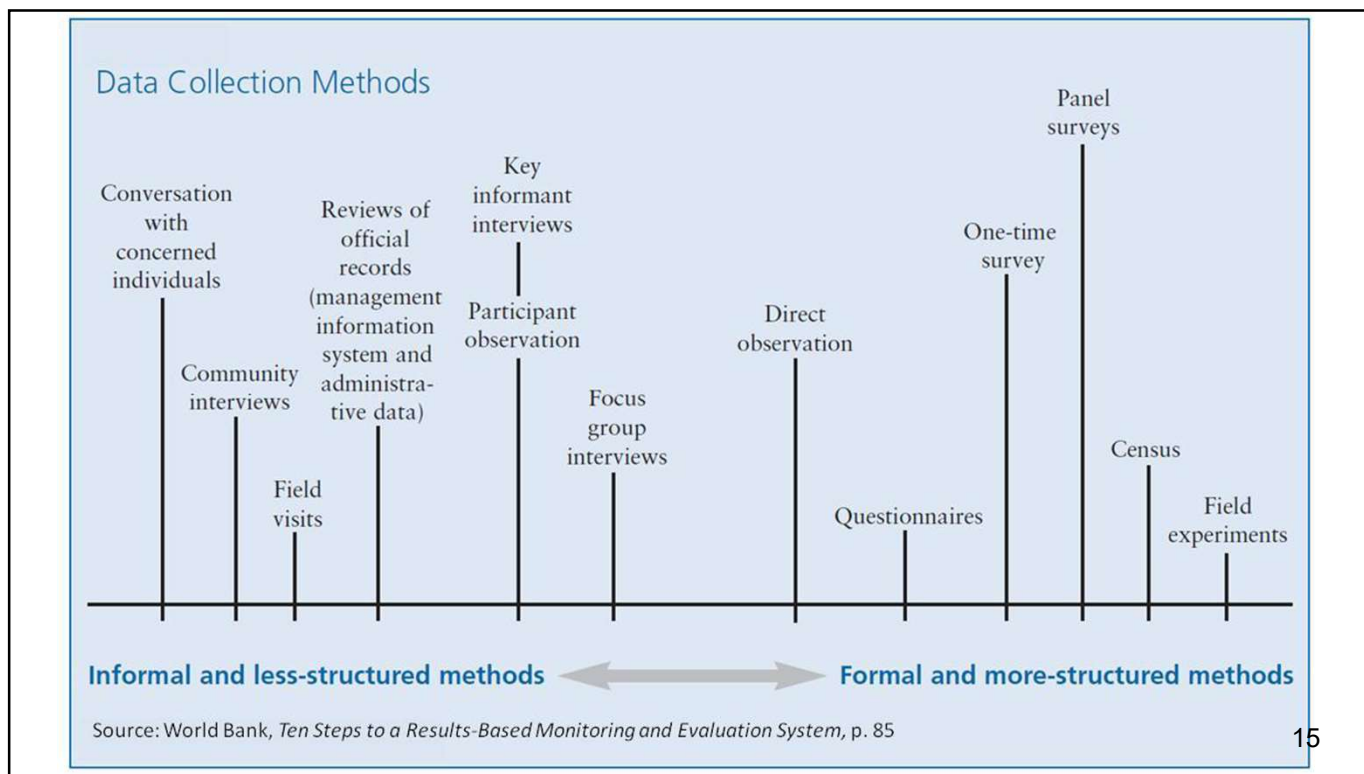 Data Collection Methods
Conversation
with
concerned
individuals
Community
interviews
Field
visits
Reviews of
official
records
(management
information
system and
administra-
tive data)
Key
informant
interviews
Participant
observation
Focus
group
interviews
Direct
observation
Questionnaires
One-time
survey
Panel
surveys
Census
Field
experiments
Informal and less-structured methods
Formal and more-structured methods
Source: World Bank, Ten Steps to a Results-Based Monitoring and Evaluation System, p. 85
15